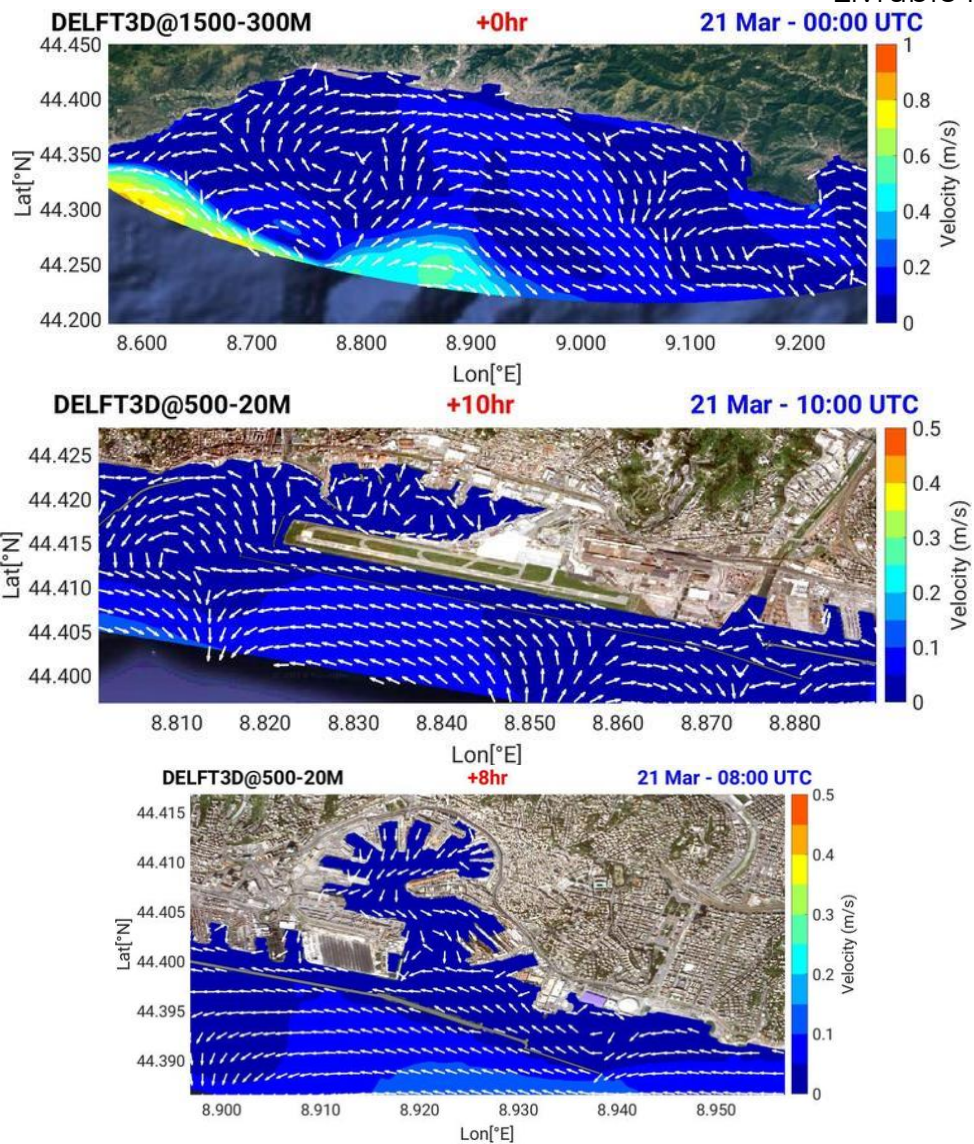 DELFT3D@1500-300M +0hr 21 Mar - 00:00 UTC
44.450
44.400
44.350
44.300
44.250
44.200
Lat[°N]
8.600 8.700 8.800 8.900 9.000 9.100 9.200
Lon[°E]
1
0.8
0.6
0.4
0.2
0
Velocity (m/s)
DELFT3D@500-20M +10hr 21 Mar - 10:00 UTC
44.425
44.420
44.415
44.410
44.405
44.400
Lat[°N]
8.810 8.820 8.830 8.840 8.850 8.860 8.870 8.880
Lon[°E]
0.5
0.4
0.3
0.2
0.1
0
Velocity (m/s)
DELFT3D@500-20M +8hr 21 Mar - 08:00 UTC
44.415
44.410
44.405
44.400
44.395
44.390
Lat[°N]
8.900 8.910 8.920 8.930 8.940 8.950
Lon[°E]
0.5
0.4
0.3
0.2
0.1
0
Velocity (m/s)